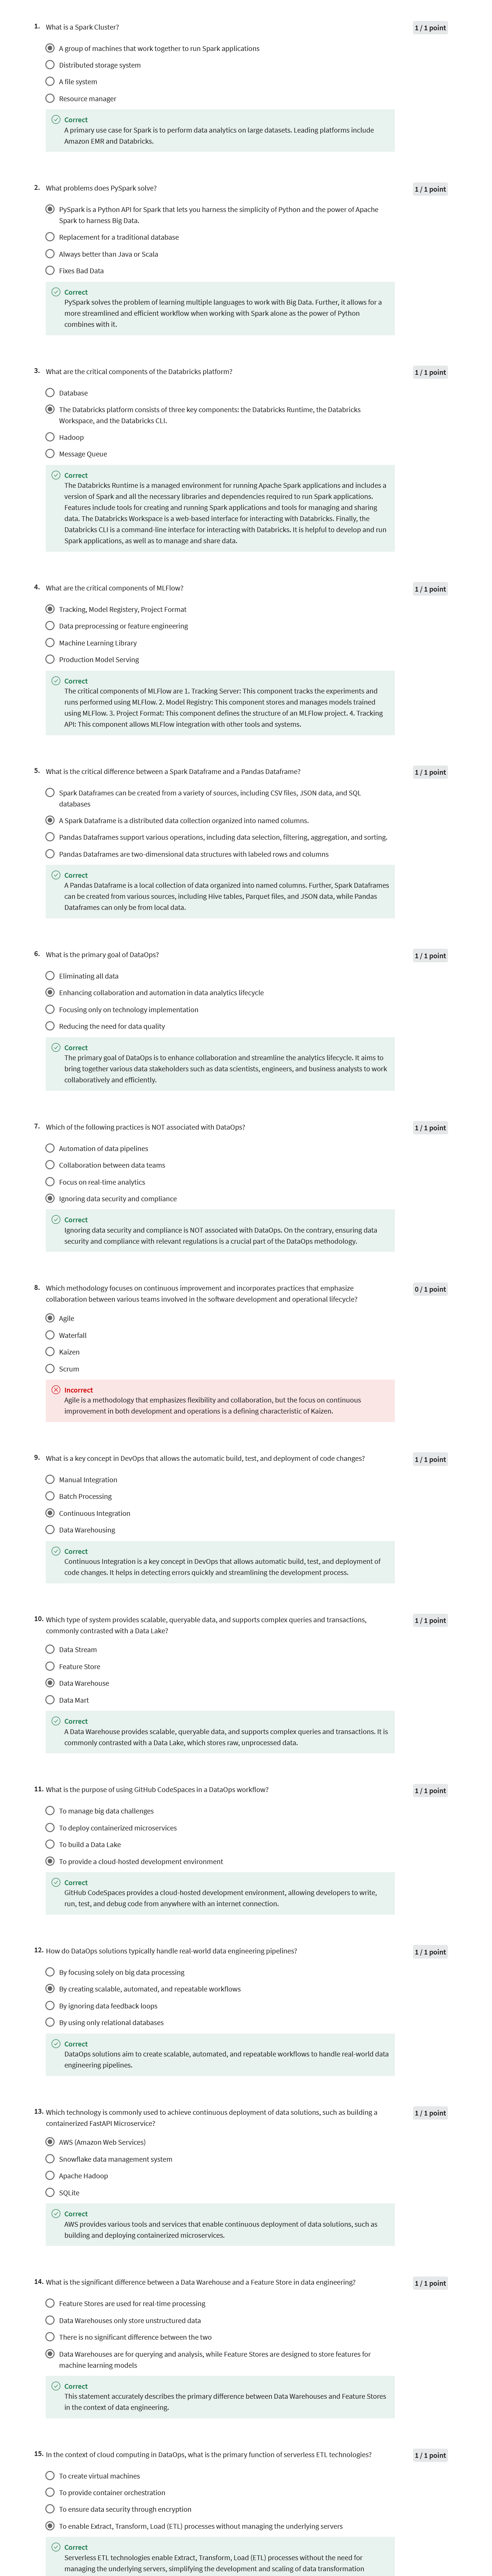 1. What is a Spark Cluster?
1 / 1 point
A group of machines that work together to run Spark applications
Distributed storage system
A file system
Resource manager
Correct
A primary use case for Spark is to perform data analytics on large datasets. Leading platforms include
Amazon EMR and Databricks.
2. What problems does PySpark solve?
1 / 1 point
PySpark is a Python API for Spark that lets you harness the simplicity of Python and the power of Apache
Spark to harness Big Data.
Replacement for a traditional database
Always better than Java or Scala
Fixes Bad Data
Correct
PySpark solves the problem of learning multiple languages to work with Big Data. Further, it allows for a
more streamlined and efficient workflow when working with Spark alone as the power of Python
combines with it.
3. What are the critical components of the Databricks platform?
1 / 1 point
Database
The Databricks platform consists of three key components: the Databricks Runtime, the Databricks
Workspace, and the Databricks CLI.
Hadoop
Message Queue
Correct
The Databricks Runtime is a managed environment for running Apache Spark applications and includes a
version of Spark and all the necessary libraries and dependencies required to run Spark applications.
Features include tools for creating and running Spark applications and tools for managing and sharing
data. The Databricks Workspace is a web-based interface for interacting with Databricks. Finally, the
Databricks CLI is a command-line interface for interacting with Databricks. It is helpful to develop and run
Spark applications, as well as to manage and share data.
4. What are the critical components of MLFlow?
1 / 1 point
Tracking, Model Registery, Project Format
Data preprocessing or feature engineering
Machine Learning Library
Production Model Serving
Correct
The critical components of MLFlow are 1. Tracking Server: This component tracks the experiments and
runs performed using MLFlow. 2. Model Registry: This component stores and manages models trained
using MLFlow. 3. Project Format: This component defines the structure of an MLFlow project. 4. Tracking
API: This component allows MLFlow integration with other tools and systems.
5. What is the critical difference between a Spark Dataframe and a Pandas Dataframe?
1 / 1 point
Spark Dataframes can be created from a variety of sources, including CSV files, JSON data, and SQL
databases
A Spark Dataframe is a distributed data collection organized into named columns.
Pandas Dataframes support various operations, including data selection, filtering, aggregation, and sorting.
Pandas Dataframes are two-dimensional data structures with labeled rows and columns
Correct
A Pandas Dataframe is a local collection of data organized into named columns. Further, Spark Dataframes
can be created from various sources, including Hive tables, Parquet files, and JSON data, while Pandas
Dataframes can only be from local data.
6. What is the primary goal of DataOps?
1 / 1 point
Eliminating all data
Enhancing collaboration and automation in data analytics lifecycle
Focusing only on technology implementation
Reducing the need for data quality
Correct
The primary goal of DataOps is to enhance collaboration and streamline the analytics lifecycle. It aims to
bring together various data stakeholders such as data scientists, engineers, and business analysts to work
collaboratively and efficiently.
7. Which of the following practices is NOT associated with DataOps?
1 / 1 point
Automation of data pipelines
Collaboration between data teams
Focus on real-time analytics
Ignoring data security and compliance
Correct
Ignoring data security and compliance is NOT associated with DataOps. On the contrary, ensuring data
security and compliance with relevant regulations is a crucial part of the DataOps methodology.
8. Which methodology focuses on continuous improvement and incorporates practices that emphasize
collaboration between various teams involved in the software development and operational lifecycle?
0 / 1 point
Agile
Waterfall
Kaizen
Scrum
Incorrect
Agile is a methodology that emphasizes flexibility and collaboration, but the focus on continuous
improvement in both development and operations is a defining characteristic of Kaizen.
9. What is a key concept in DevOps that allows the automatic build, test, and deployment of code changes?
1 / 1 point
Manual Integration
Batch Processing
Continuous Integration
Data Warehousing
Correct
Continuous Integration is a key concept in DevOps that allows automatic build, test, and deployment of
code changes. It helps in detecting errors quickly and streamlining the development process.
10. Which type of system provides scalable, queryable data, and supports complex queries and transactions,
commonly contrasted with a Data Lake?
1 / 1 point
Data Stream
Feature Store
Data Warehouse
Data Mart
Correct
A Data Warehouse provides scalable, queryable data, and supports complex queries and transactions. It is
commonly contrasted with a Data Lake, which stores raw, unprocessed data.
11. What is the purpose of using GitHub CodeSpaces in a DataOps workflow?
1 / 1 point
To manage big data challenges
To deploy containerized microservices
To build a Data Lake
To provide a cloud-hosted development environment
Correct
GitHub CodeSpaces provides a cloud-hosted development environment, allowing developers to write,
run, test, and debug code from anywhere with an internet connection.
12. How do DataOps solutions typically handle real-world data engineering pipelines?
1 / 1 point
By focusing solely on big data processing
By creating scalable, automated, and repeatable workflows
By ignoring data feedback loops
By using only relational databases
Correct
DataOps solutions aim to create scalable, automated, and repeatable workflows to handle real-world data
engineering pipelines.
13. Which technology is commonly used to achieve continuous deployment of data solutions, such as building a
containerized FastAPI Microservice?
1 / 1 point
AWS (Amazon Web Services)
Snowflake data management system
Apache Hadoop
SQLite
Correct
AWS provides various tools and services that enable continuous deployment of data solutions, such as
building and deploying containerized microservices.
14. What is the significant difference between a Data Warehouse and a Feature Store in data engineering?
1 / 1 point
Feature Stores are used for real-time processing
Data Warehouses only store unstructured data
There is no significant difference between the two
Data Warehouses are for querying and analysis, while Feature Stores are designed to store features for
machine learning models
Correct
This statement accurately describes the primary difference between Data Warehouses and Feature Stores
in the context of data engineering.
15. In the context of cloud computing in DataOps, what is the primary function of serverless ETL technologies?
1 / 1 point
To create virtual machines
To provide container orchestration
To ensure data security through encryption
To enable Extract, Transform, Load (ETL) processes without managing the underlying servers
Correct
Serverless ETL technologies enable Extract, Transform, Load (ETL) processes without the need for
managing the underlying servers, simplifying the development and scaling of data transformation